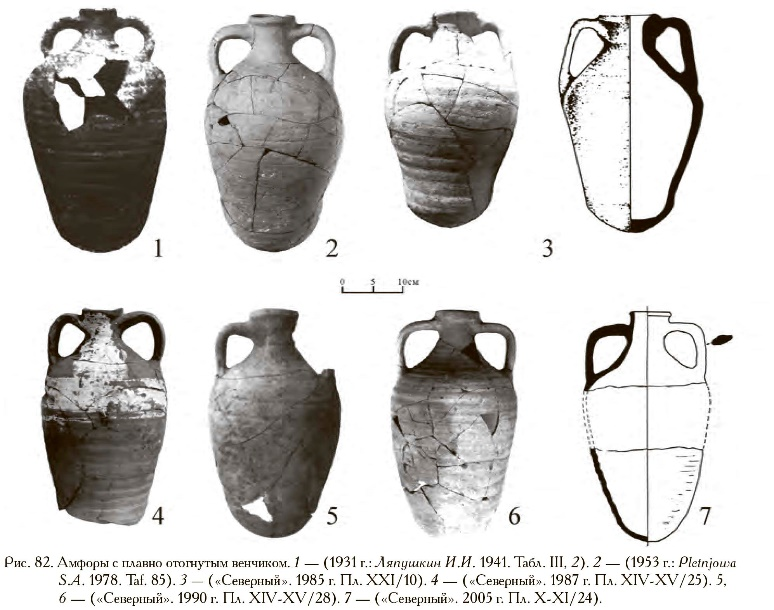 1
2
3
0 5 10см
4
5
6
7
Рис. 82. Амфоры с плавно отогнутым венчиком. 1 — (1931 г.: Ляпушкин И.И. 1941. Табл. III, 2). 2 — (1953 г.: Pletnjowa
S.A. 1978. Taf. 85). 3 — («Северный». 1985 г. Пл. XXI/10). 4 — («Северный». 1987 г. Пл. XIV-XV/25). 5,
6 — («Северный». 1990 г. Пл. XIV-XV/28). 7 — («Северный». 2005 г. Пл. X-XI/24).